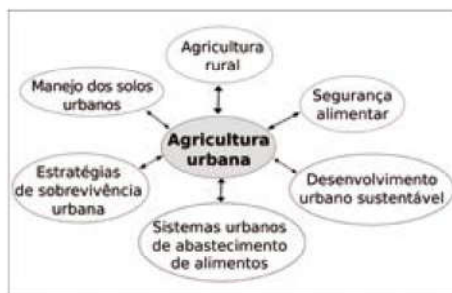 Agricultura
rural
Manejo dos solos
urbanos
Segurança
alimentar
Agricultura
urbana
Estratégias
de sobrevivência
urbana
Desenvolvimento
urbano sustentável
Sistemas urbanos
de abastecimento
de alimentos